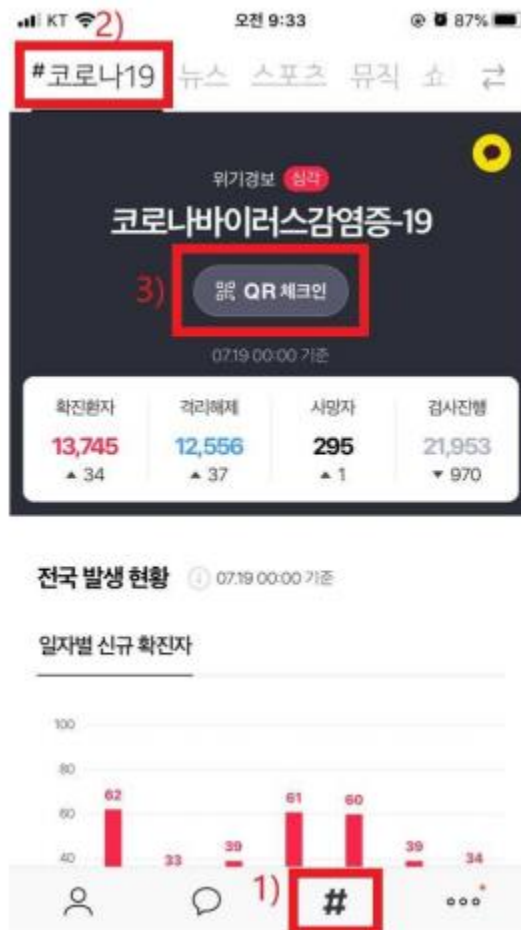 KT 2) 오전 9:33 87%
#코로나19 뉴스 스포츠 뮤직 쇼
위기경보 심각
코로나바이러스감염증-19
3) QR 체크인
07.19 00:00 기준
확진환자 격리해제 사망자 검사진행
13,745 12,556 295 21,953
▲ 34 ▲ 37 ▲ 1 ▼ 970
전국 발생 현황 07.19 00:00 기준
일자별 신규 확진자
100
80
62 61 60
60
39 39
33 34
40
1) #